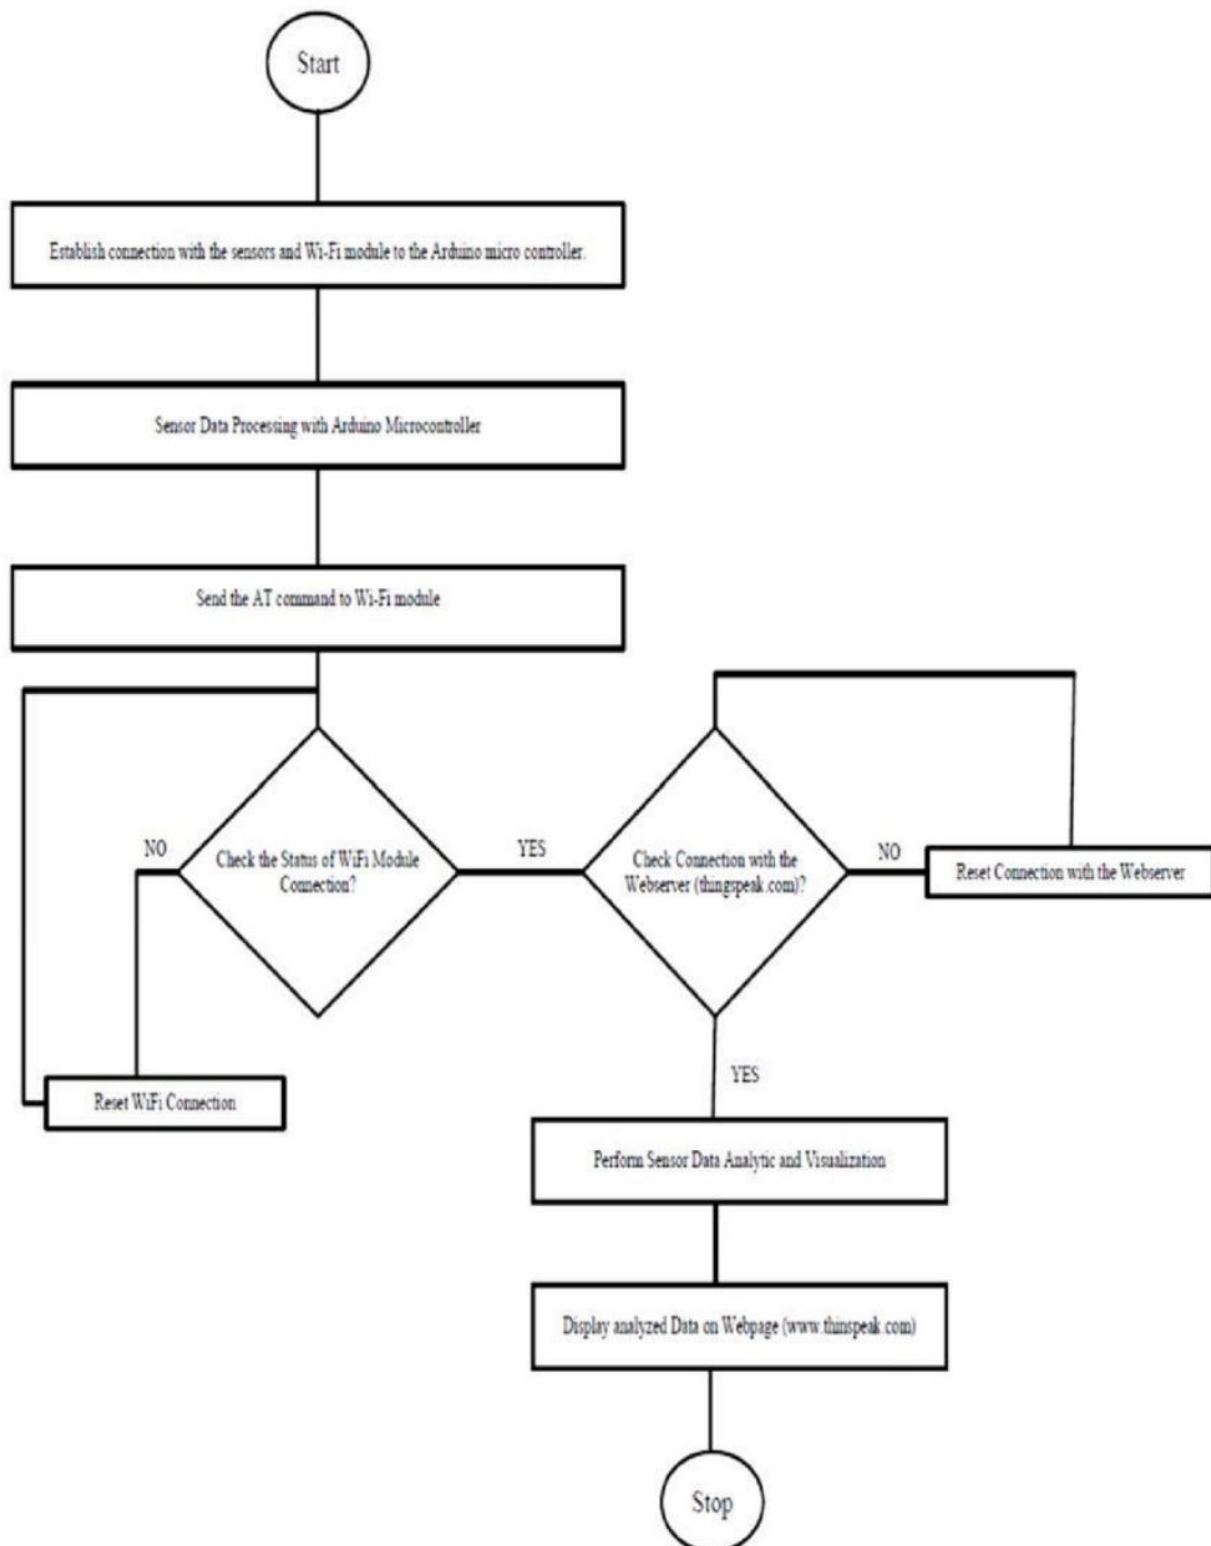 Start
Establish connection with the sensors and Wi-Fi module to the Arduino micro controller.
Sensor Data Processing with Arduino Microcontroller
Send the AT command to Wi-Fi module
NO
Check the Status of WiFi Module
Connection?
YES
Check Connection with the
Webserver (thingspeak.com)?
NO
Reset Connection with the Webserver
Reset WiFi Connection
YES
Perform Sensor Data Analytic and Visualization
Display analyzed Data on Webpage (www.thinspeak.com)
Stop